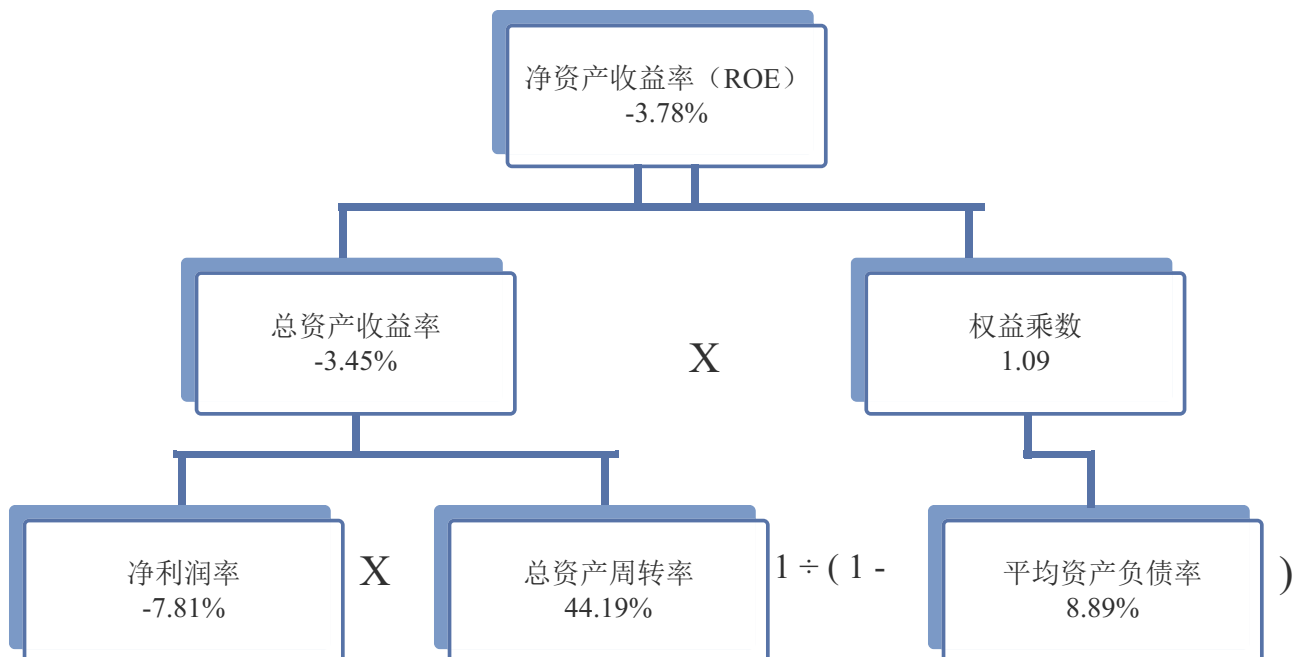 净资产收益率（ROE）
-3.78%
总资产收益率
-3.45%
X
权益乘数
1.09
净利润率
-7.81%
X
总资产周转率
44.19%
1 ÷ ( 1 -
平均资产负债率
8.89%
)